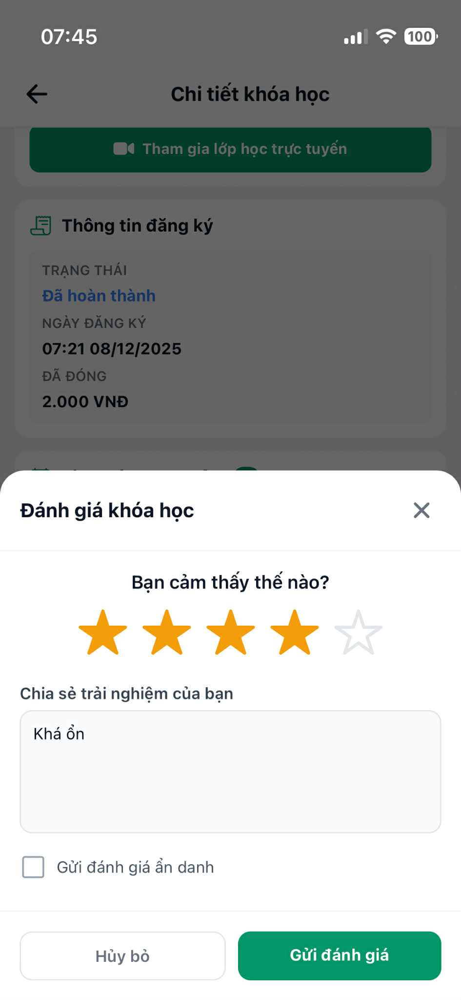 07:45
100
Chi tiết khóa học
Tham gia lớp học trực tuyến
Thông tin đăng ký
TRẠNG THÁI
Đã hoàn thành
NGÀY ĐĂNG KÝ
07:21 08/12/2025
ĐÃ ĐÓNG
2.000 VNĐ
Đánh giá khóa học
Bạn cảm thấy thế nào?
Chia sẻ trải nghiệm của bạn
Khá ổn
Gửi đánh giá ẩn danh
Hủy bỏ
Gửi đánh giá